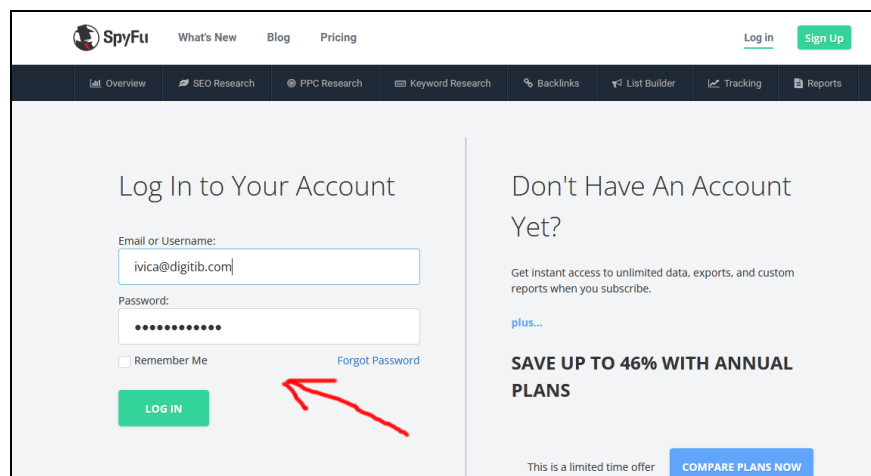 SpyFu What's New Blog Pricing Log in Sign Up
Overview SEO Research PPC Research Keyword Research Backlinks List Builder Tracking Reports
Log In to Your Account
Email or Username:
ivica@digitib.com
Password:
••••••••••••
Remember Me Forgot Password
LOG IN
Don't Have An Account
Yet?
Get instant access to unlimited data, exports, and custom
reports when you subscribe.
plus...
SAVE UP TO 46% WITH ANNUAL
PLANS
This is a limited time offer COMPARE PLANS NOW